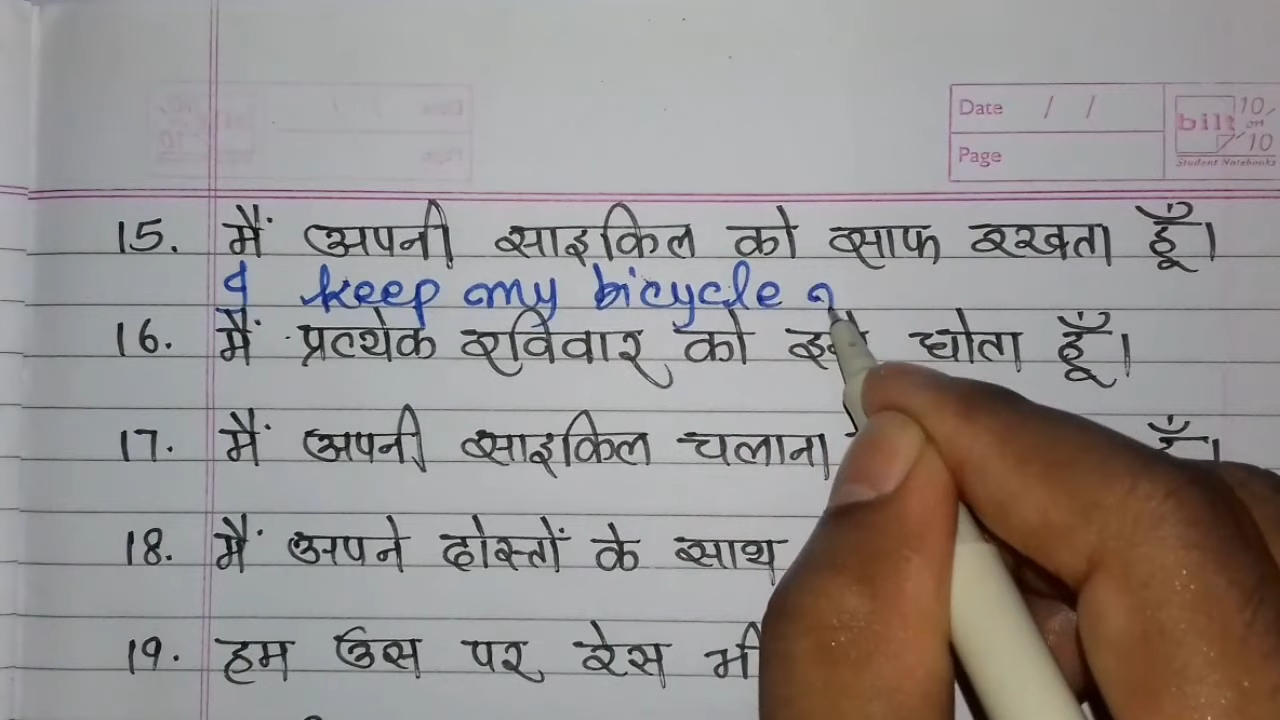 Date / /
Page
bilt 10 on 10
Student Notebooks
15. मैं अपनी साइकिल को साफ रखता हूँ।
I keep my bicycle
16. मैं प्रत्येक रविवार को धोता हूँ।
17. मैं अपनी साइकिल चलाना हूँ।
18. मैं अपने दोस्तों के साथ
19. हम उस पर रेस भी